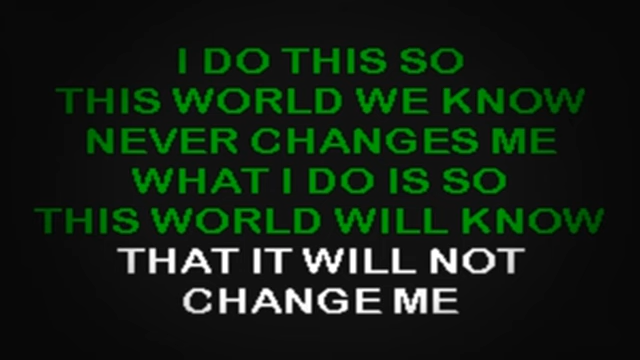 I DO THIS SO
THIS WORLD WE KNOW
NEVER CHANGES ME
WHAT I DO IS SO
THIS WORLD WILL KNOW
THAT IT WILL NOT
CHANGE ME